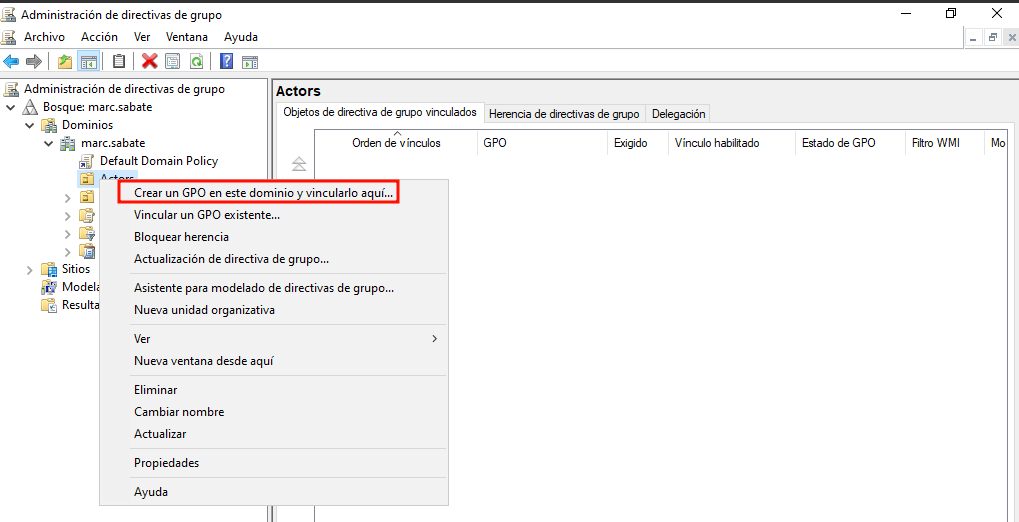 Administración de directivas de grupo
Archivo Acción Ver Ventana Ayuda
Administración de directivas de grupo
Bosque: marc.sabate
Dominios
marc.sabate
Default Domain Policy
Actors
Sitios
Modela
Resulta
Crear un GPO en este dominio y vincularlo aquí...
Vincular un GPO existente...
Bloquear herencia
Actualización de directiva de grupo...
Asistente para modelado de directivas de grupo...
Nueva unidad organizativa
Ver
Nueva ventana desde aquí
Eliminar
Cambiar nombre
Actualizar
Propiedades
Ayuda
Actors
Objetos de directiva de grupo vinculados Herencia de directivas de grupo Delegación
Orden de vínculos GPO Exigido Vínculo habilitado Estado de GPO Filtro WMI Mo